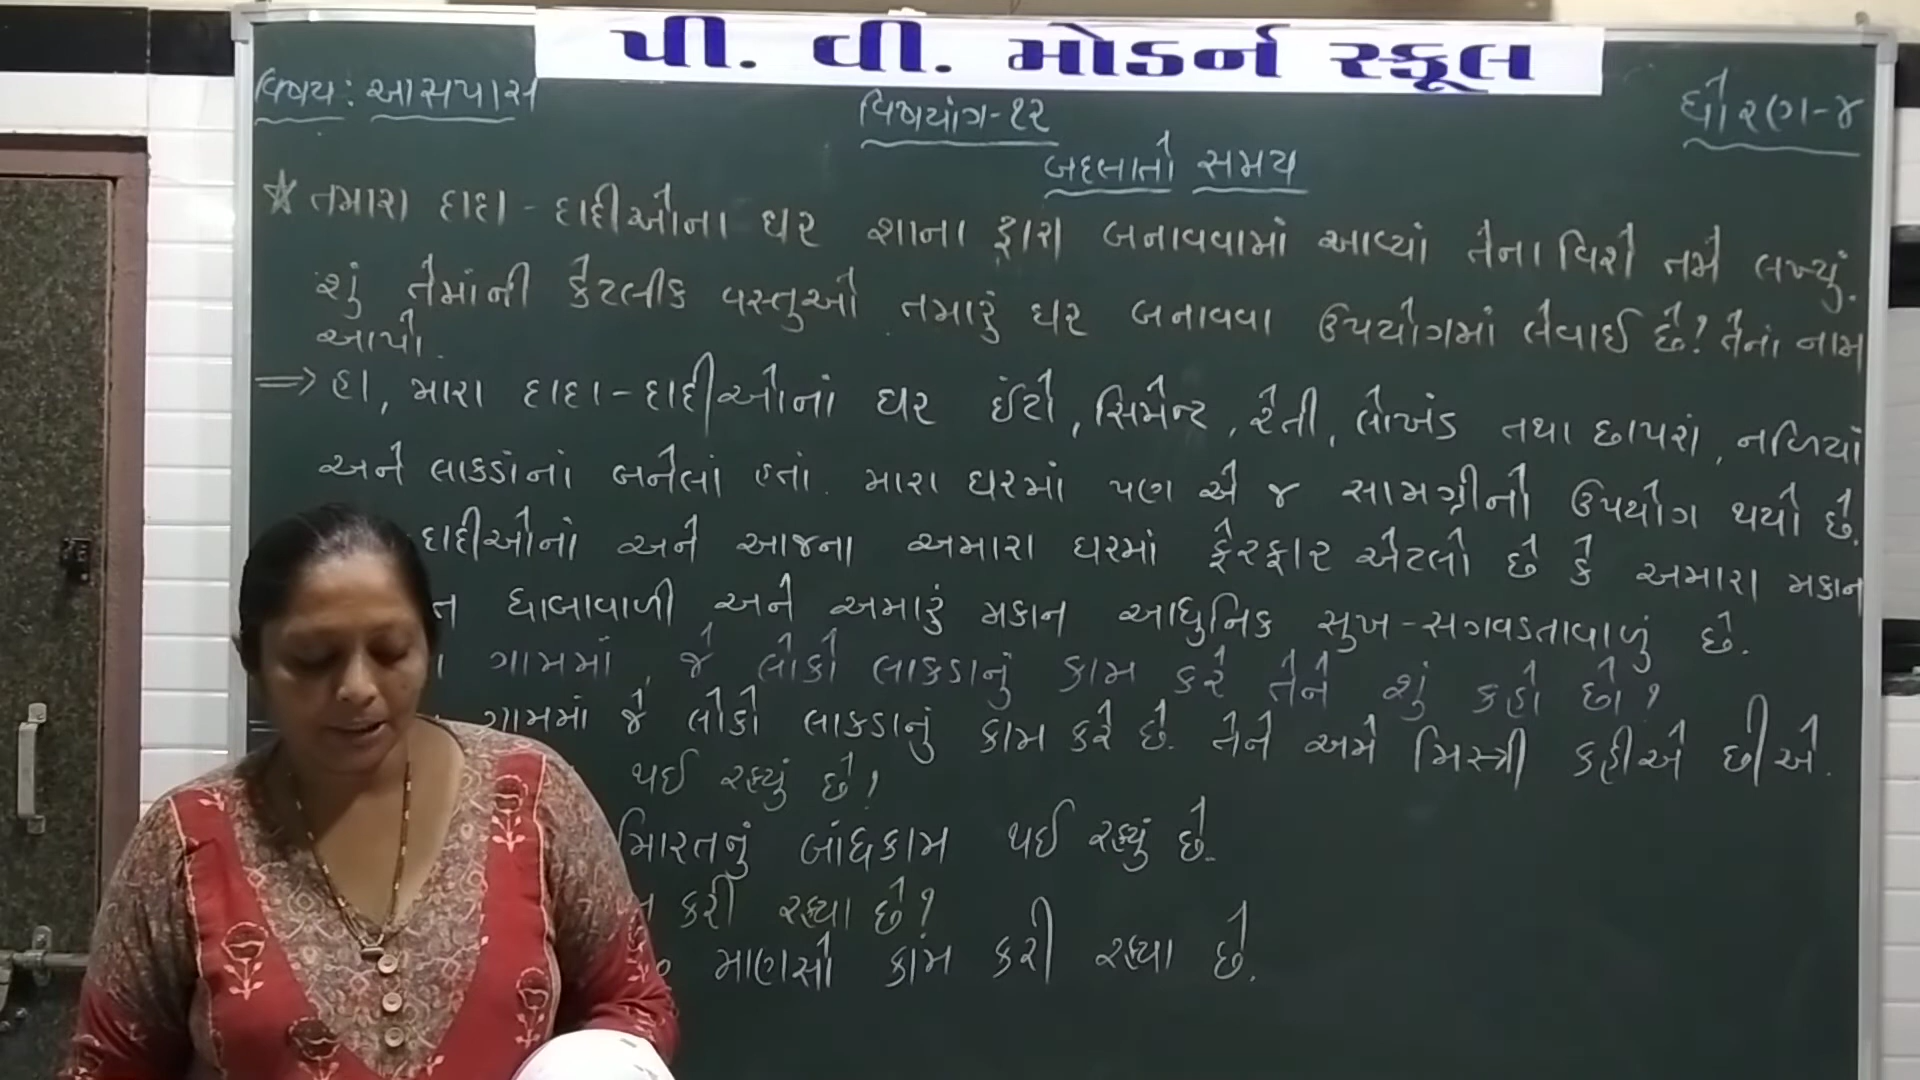 પી. વી. મોડર્ન સ્કૂલ
વિષય : આસપાસ
વિષયાંગ-૧૨
ધોરણ-૪
બદલાતો સમય
☆ તમારા દાદા - દાદીઓના ઘર શાના દ્વારા બનાવવામાં આવ્યાં તેના વિશે તમે લખ્યું.
શું તેમાંની કેટલીક વસ્તુઓ તમારું ઘર બનાવવા ઉપયોગમાં લેવાઈ છે? તેનાં નામ
આપો.
=> હા, મારા દાદા-દાદીઓનાં ઘર ઈંટો, સિમેન્ટ, રેતી, લોખંડ તથા છાપરાં, નળિયાં
અને લાકડાંનાં બનેલાં હતાં. મારા ઘરમાં પણ એ જ સામગ્રીનો ઉપયોગ થયો છે.
દાદીઓનાં અને આજના અમારા ઘરમાં ફેરફાર એટલો છે કે અમારા મકાન
ધાબાવાળી અને અમારું મકાન આધુનિક સુખ-સગવડતાવાળું છે.
ગામમાં, જે લોકો લાકડાનું કામ કરે તેને શું કહો છો?
ગામમાં જે લોકો લાકડાનું કામ કરે છે. તેને અમે મિસ્ત્રી કહીએ છીએ.
થઈ રહ્યું છે?
બાંધકામ થઈ રહ્યું છે.
કરી રહ્યા છે?
માણસો કામ કરી રહ્યા છે.